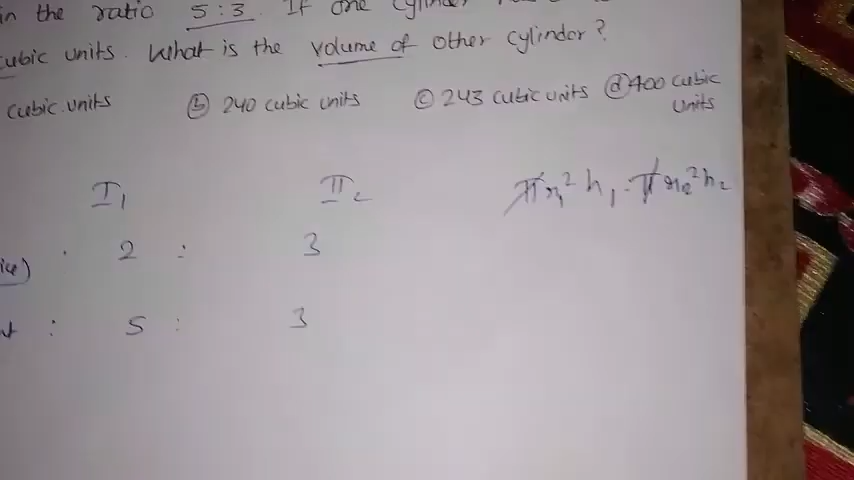 in the ratio 5:3. If one cylinder
cubic units. What is the volume of other cylinder?
cubic units (b) 240 cubic units (c) 243 cubic units (d) 400 cubic units
I₁ II₂ πr₁²h₁ : πr₂²h₂
: 2 : 3
: 5 : 3